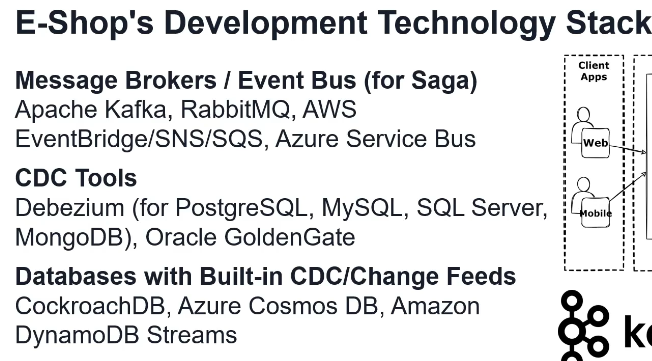 E-Shop's Development Technology Stack
Message Brokers / Event Bus (for Saga)
Apache Kafka, RabbitMQ, AWS
EventBridge/SNS/SQS, Azure Service Bus
CDC Tools
Debezium (for PostgreSQL, MySQL, SQL Server,
MongoDB), Oracle GoldenGate
Databases with Built-in CDC/Change Feeds
CockroachDB, Azure Cosmos DB, Amazon
DynamoDB Streams
Client
Apps
Web
Mobile